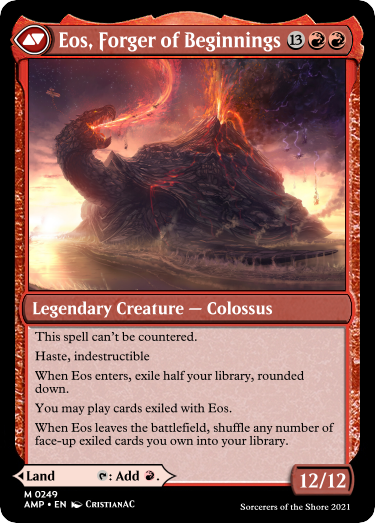 Eos, Forger of Beginnings 13
Legendary Creature — Colossus
This spell can't be countered.
Haste, indestructible
When Eos enters, exile half your library, rounded
down.
You may play cards exiled with Eos.
When Eos leaves the battlefield, shuffle any number of
face-up exiled cards you own into your library.
Land : Add .
12/12
M 0249
AMP • EN CristianAC
Sorcerers of the Shore 2021